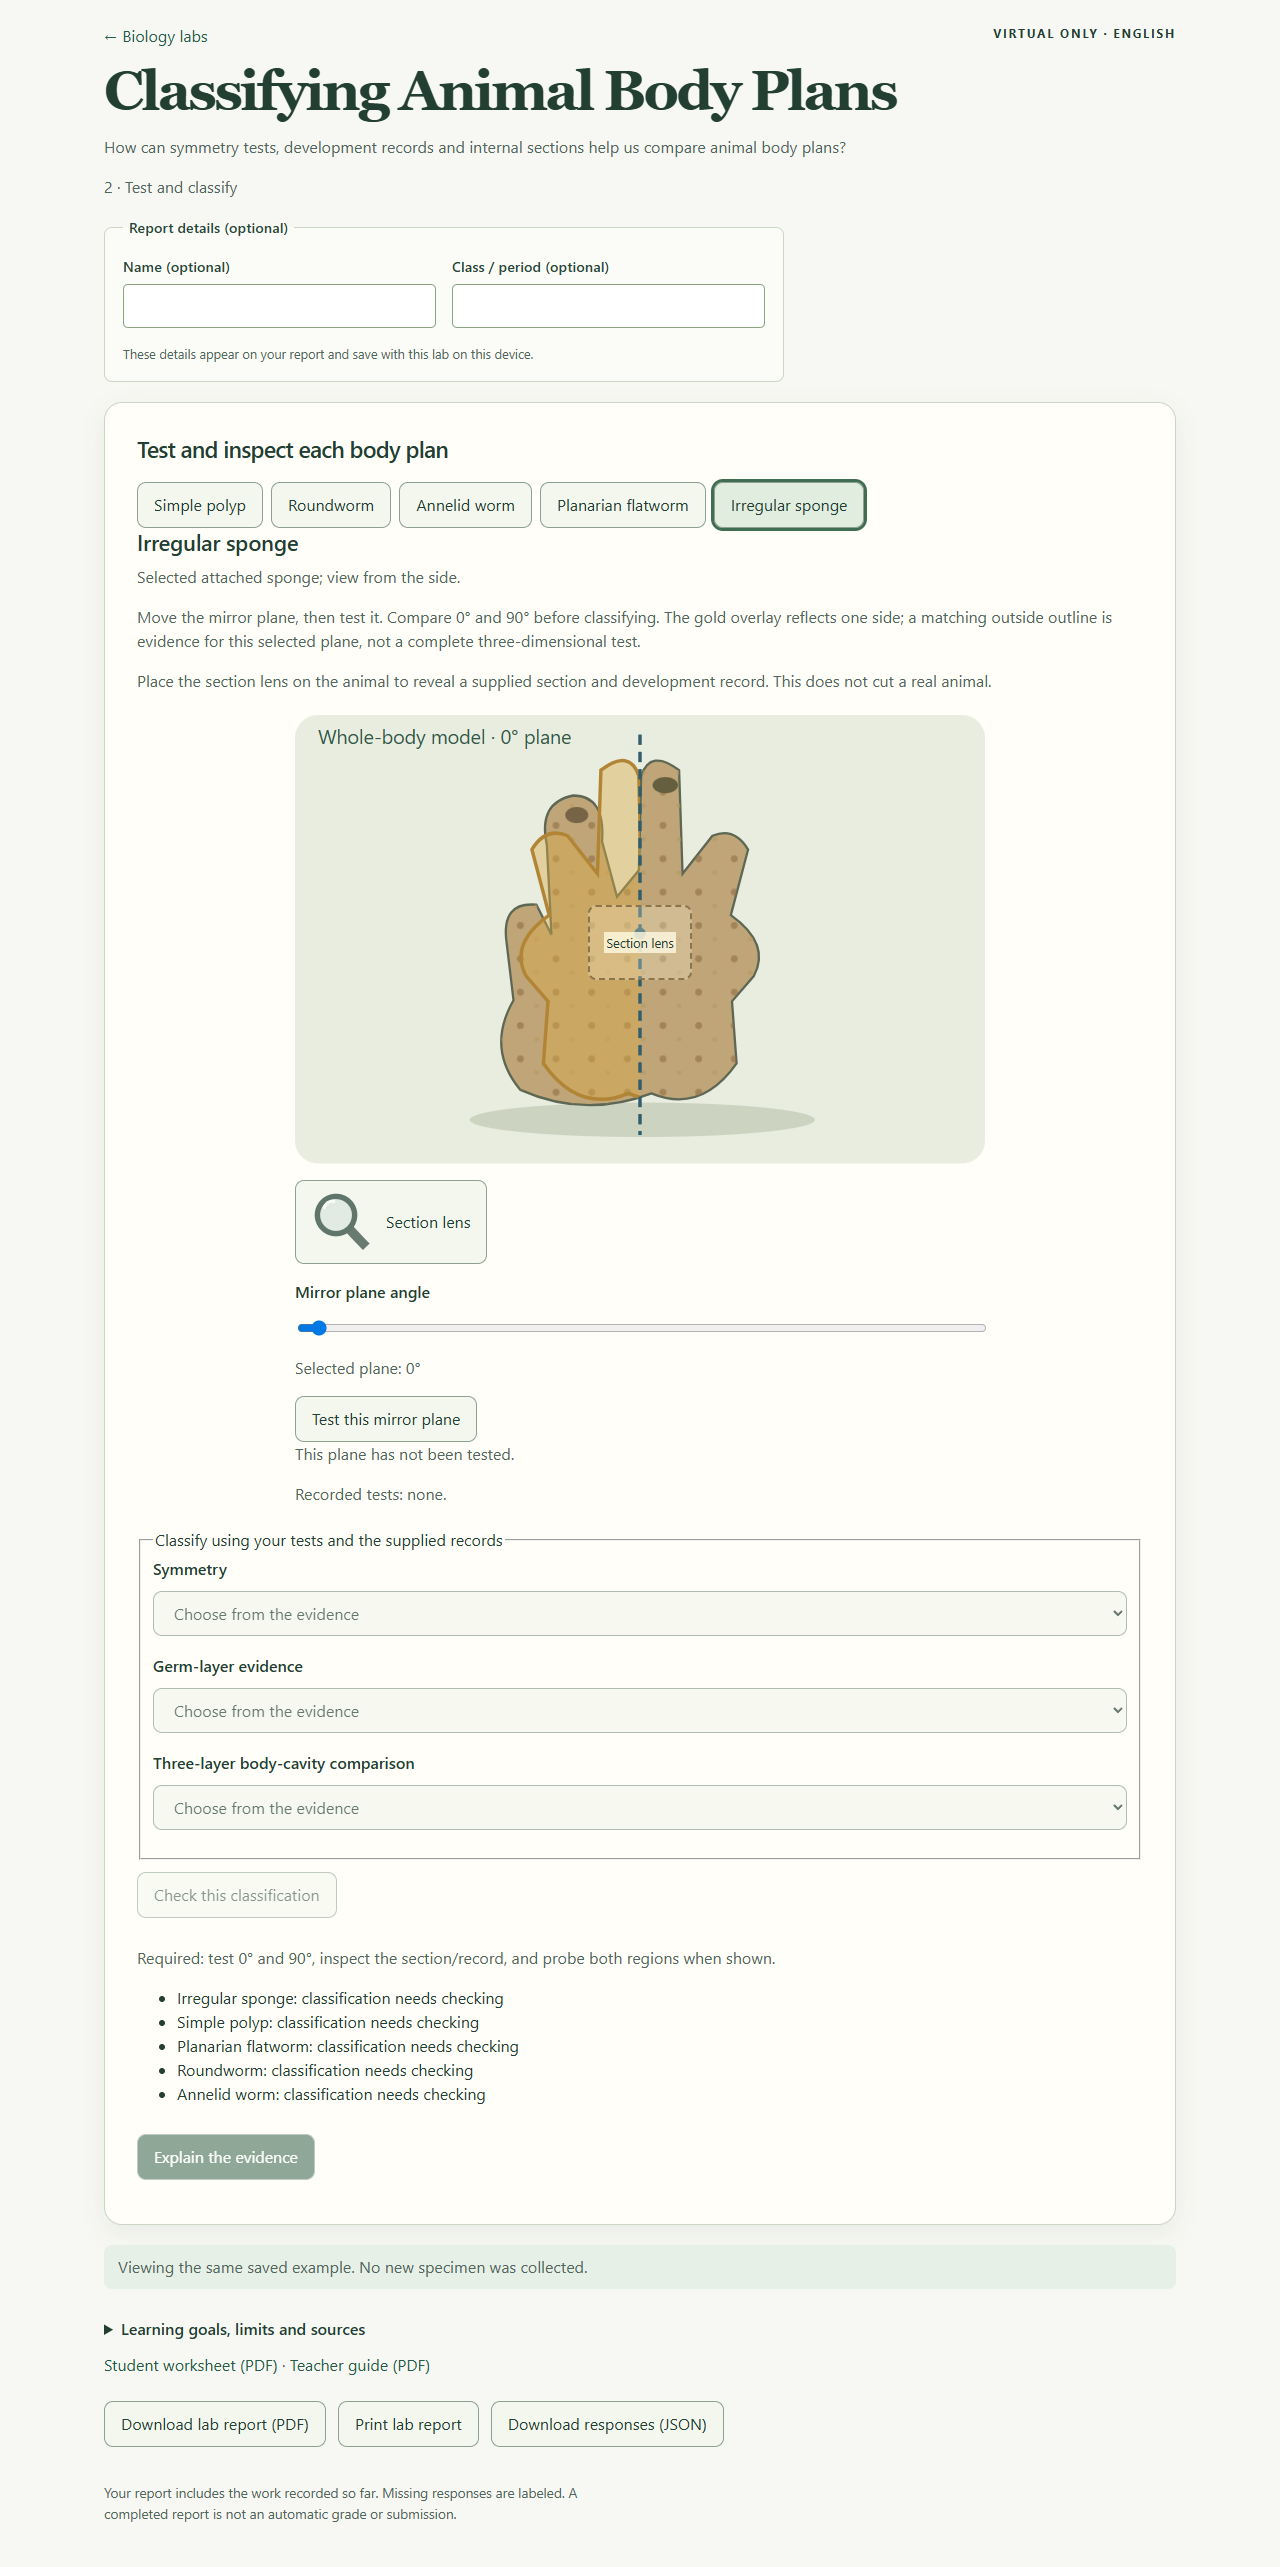 ← Biology labs
VIRTUAL ONLY · ENGLISH
Classifying Animal Body Plans
How can symmetry tests, development records and internal sections help us compare animal body plans?
2 · Test and classify
Report details (optional)
Name (optional)
Class / period (optional)
These details appear on your report and save with this lab on this device.
Test and inspect each body plan
Simple polyp
Roundworm
Annelid worm
Planarian flatworm
Irregular sponge
Irregular sponge
Selected attached sponge; view from the side.
Move the mirror plane, then test it. Compare 0° and 90° before classifying. The gold overlay reflects one side; a matching outside outline is
evidence for this selected plane, not a complete three-dimensional test.
Place the section lens on the animal to reveal a supplied section and development record. This does not cut a real animal.
Whole-body model · 0° plane
Section lens
Section lens
Mirror plane angle
Selected plane: 0°
Test this mirror plane
This plane has not been tested.
Recorded tests: none.
Classify using your tests and the supplied records
Symmetry
Choose from the evidence
Germ-layer evidence
Choose from the evidence
Three-layer body-cavity comparison
Choose from the evidence
Check this classification
Required: test 0° and 90°, inspect the section/record, and probe both regions when shown.
• Irregular sponge: classification needs checking
• Simple polyp: classification needs checking
• Planarian flatworm: classification needs checking
• Roundworm: classification needs checking
• Annelid worm: classification needs checking
Explain the evidence
Viewing the same saved example. No new specimen was collected.
Learning goals, limits and sources
Student worksheet (PDF) · Teacher guide (PDF)
Download lab report (PDF)
Print lab report
Download responses (JSON)
Your report includes the work recorded so far. Missing responses are labeled. A
completed report is not an automatic grade or submission.